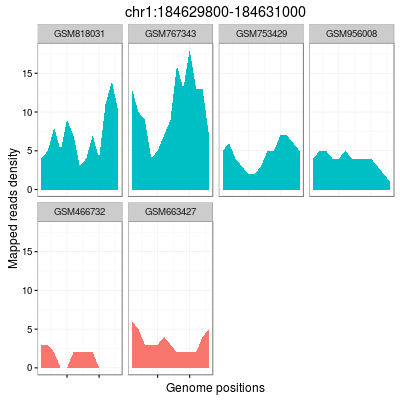 chr1:184629800-184631000
GSM818031 GSM767343 GSM753429 GSM956008
15
10
5
0
GSM466732 GSM663427
15
10
5
0
Mapped reads density
Genome positions